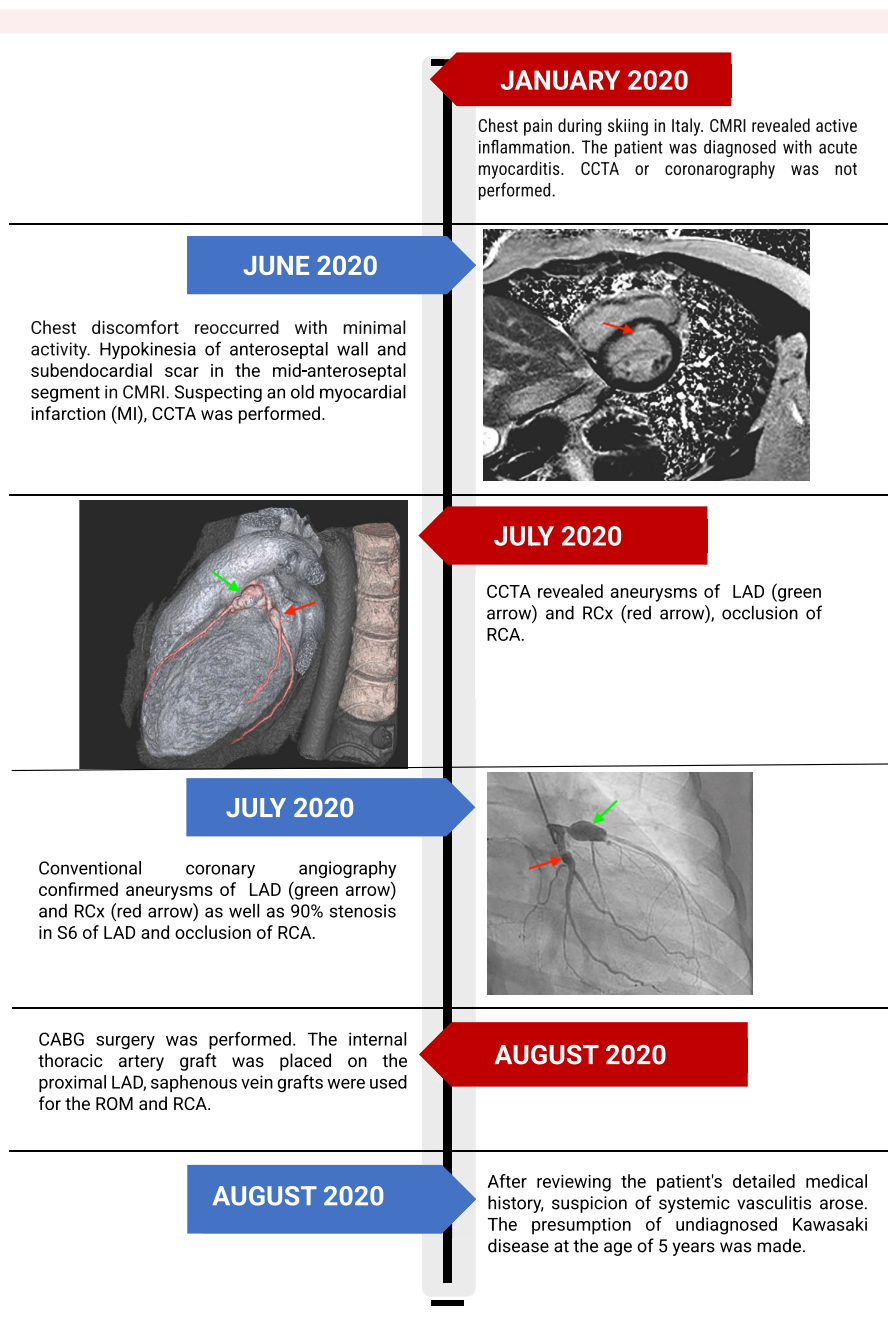 JANUARY 2020
Chest pain during skiing in Italy. CMRI revealed active
inflammation. The patient was diagnosed with acute
myocarditis. CCTA or coronarography was not
performed.
JUNE 2020
Chest discomfort reoccurred with minimal
activity. Hypokinesia of anteroseptal wall and
subendocardial scar in the mid-anteroseptal
segment in CMRI. Suspecting an old myocardial
infarction (MI), CCTA was performed.
JULY 2020
CCTA revealed aneurysms of LAD (green
arrow) and RCx (red arrow), occlusion of
RCA.
JULY 2020
Conventional coronary angiography
confirmed aneurysms of LAD (green arrow)
and RCx (red arrow) as well as 90% stenosis
in S6 of LAD and occlusion of RCA.
AUGUST 2020
CABG surgery was performed. The internal
thoracic artery graft was placed on the
proximal LAD, saphenous vein grafts were used
for the ROM and RCA.
AUGUST 2020
After reviewing the patient's detailed medical
history, suspicion of systemic vasculitis arose.
The presumption of undiagnosed Kawasaki
disease at the age of 5 years was made.